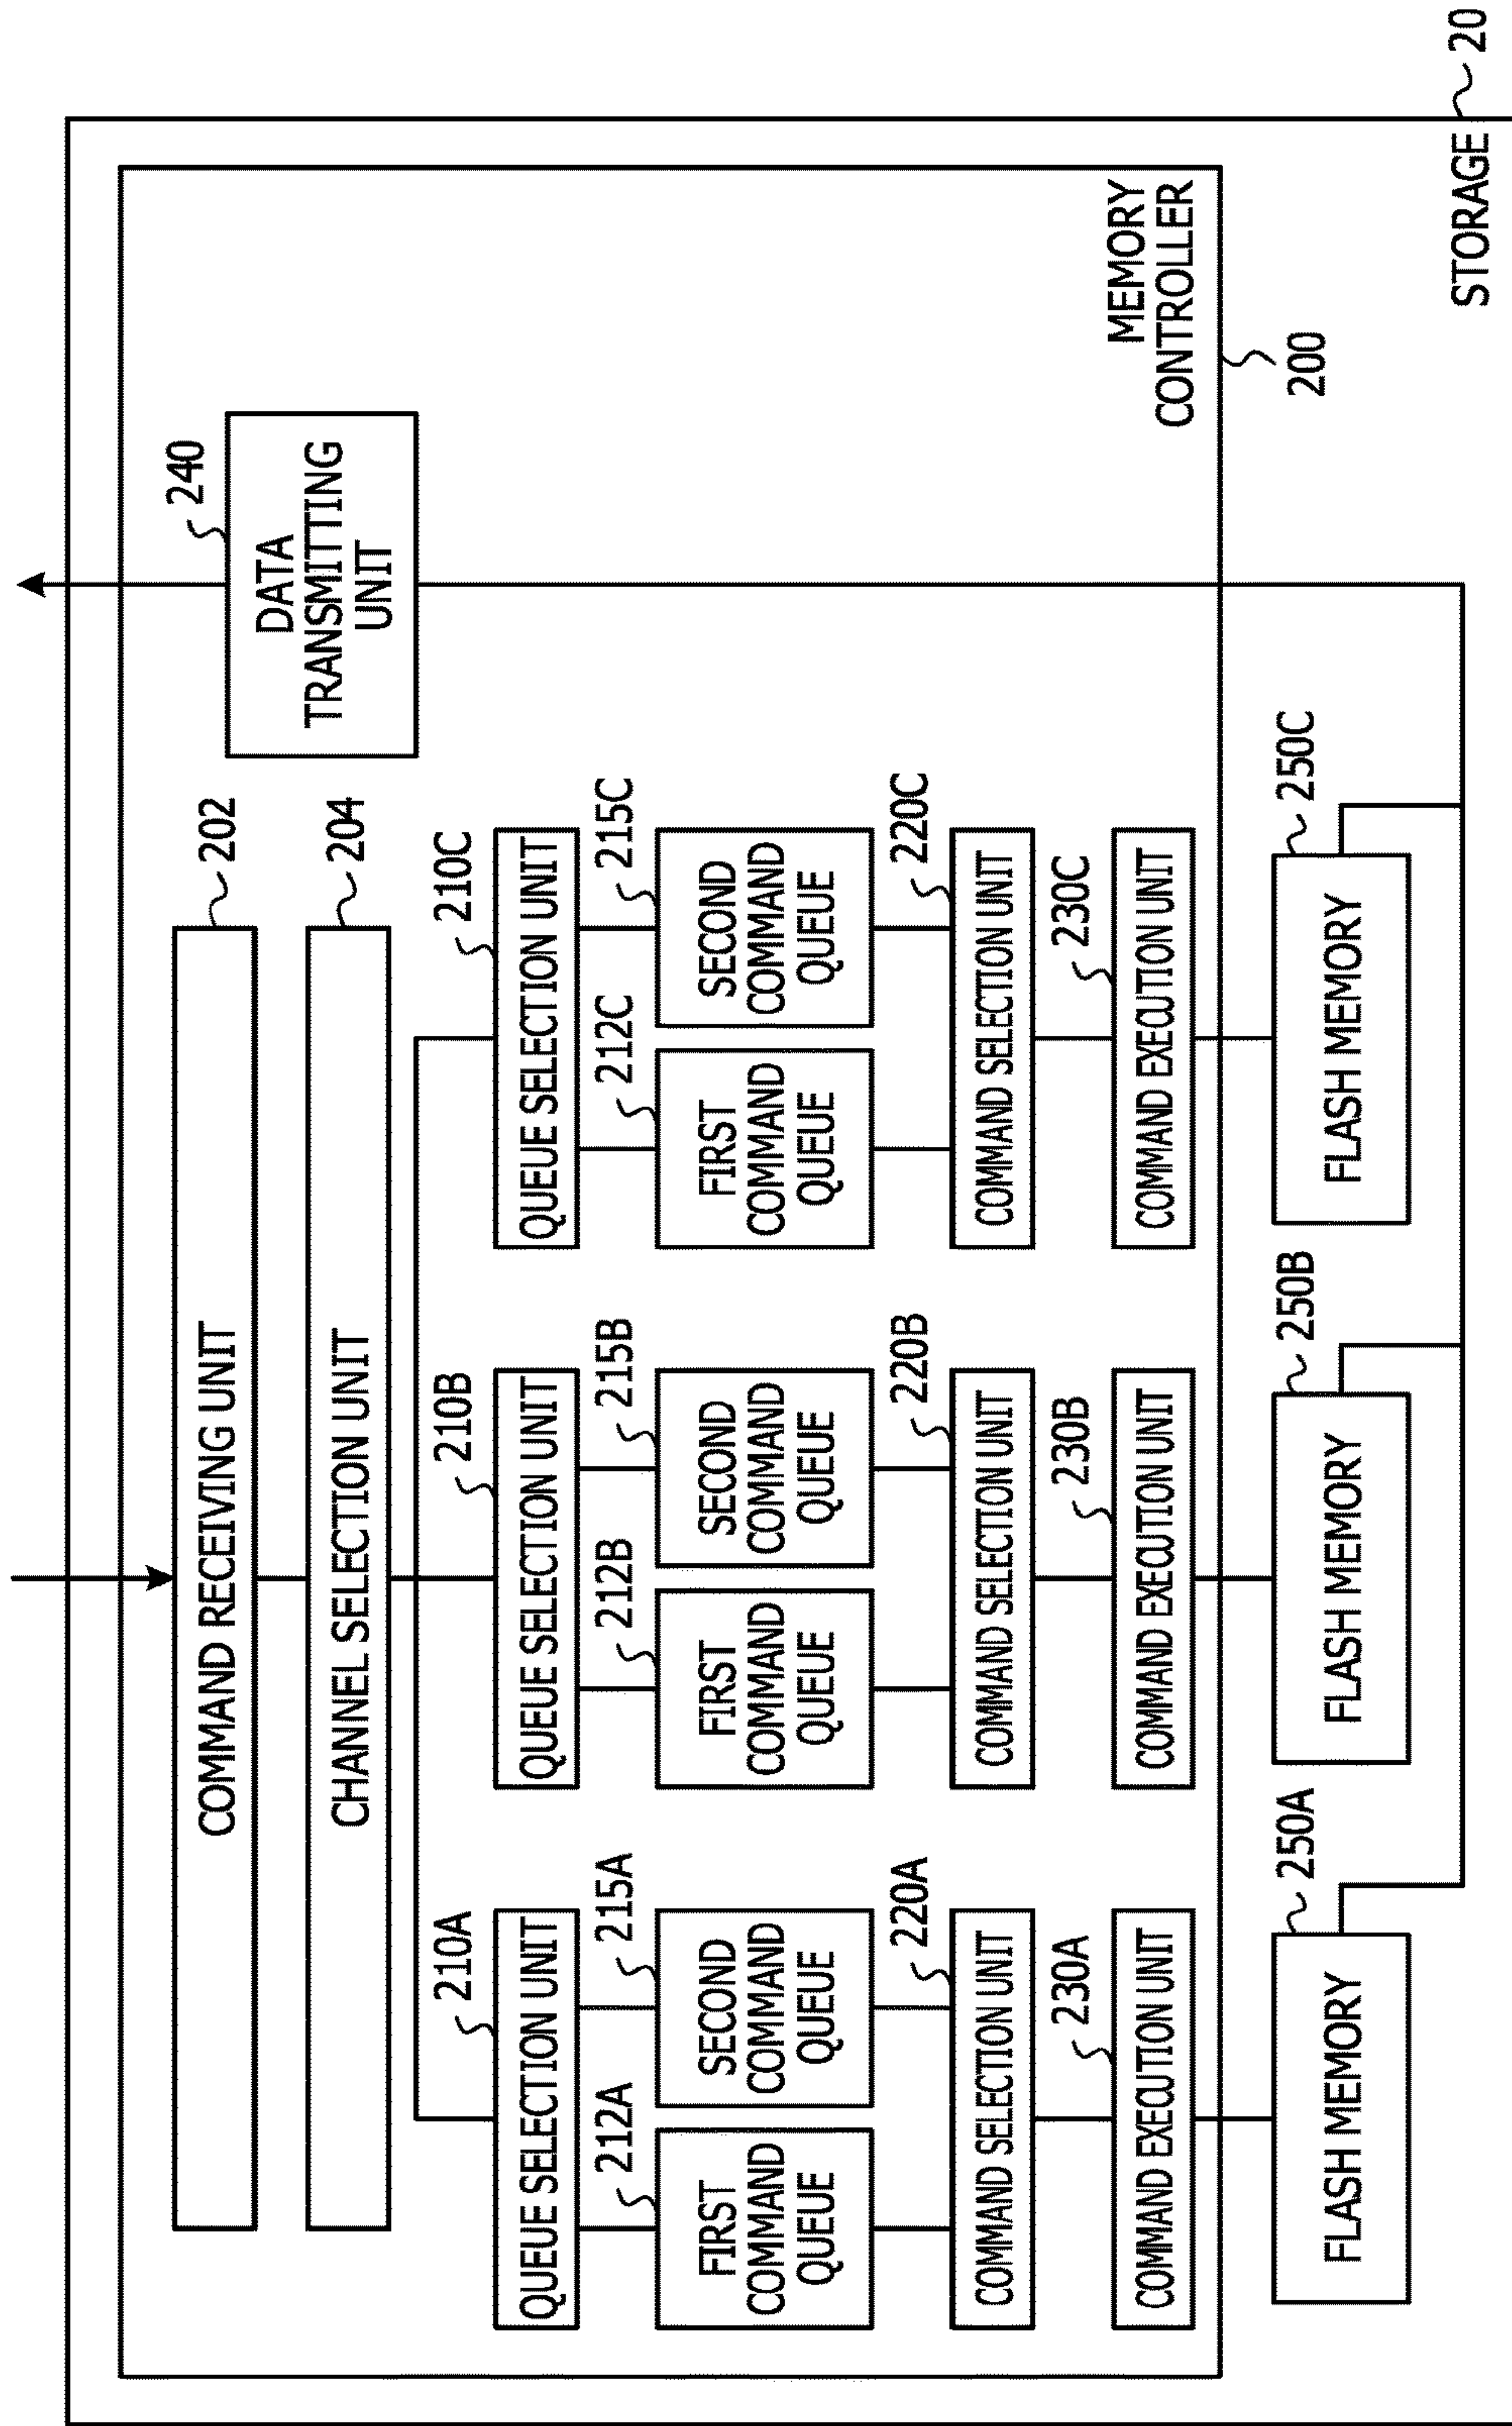 240
DATA
TRANSMITTING
UNIT
202
COMMAND RECEIVING UNIT
204
CHANNEL SELECTION UNIT
210A
QUEUE SELECTION UNIT
212A
215A
FIRST
COMMAND
QUEUE
SECOND
COMMAND
QUEUE
220A
COMMAND SELECTION UNIT
230A
COMMAND EXECUTION UNIT
250A
FLASH MEMORY
210B
QUEUE SELECTION UNIT
212B
215B
FIRST
COMMAND
QUEUE
SECOND
COMMAND
QUEUE
220B
COMMAND SELECTION UNIT
230B
COMMAND EXECUTION UNIT
250B
FLASH MEMORY
210C
QUEUE SELECTION UNIT
212C
215C
FIRST
COMMAND
QUEUE
SECOND
COMMAND
QUEUE
220C
COMMAND SELECTION UNIT
230C
COMMAND EXECUTION UNIT
250C
FLASH MEMORY
MEMORY
CONTROLLER
200
STORAGE
20